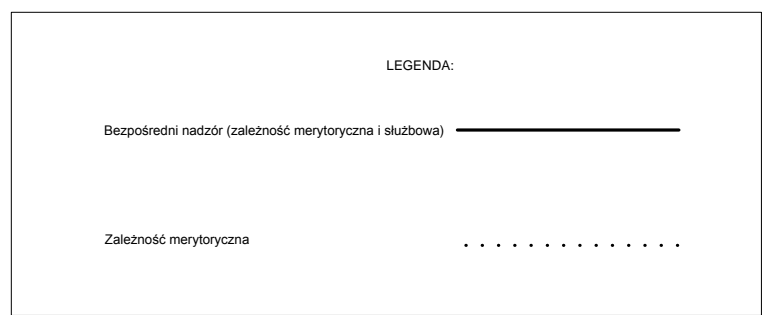 LEGENDA:
Bezpośredni nadzór (zależność merytoryczna i służbowa)
Zależność merytoryczna